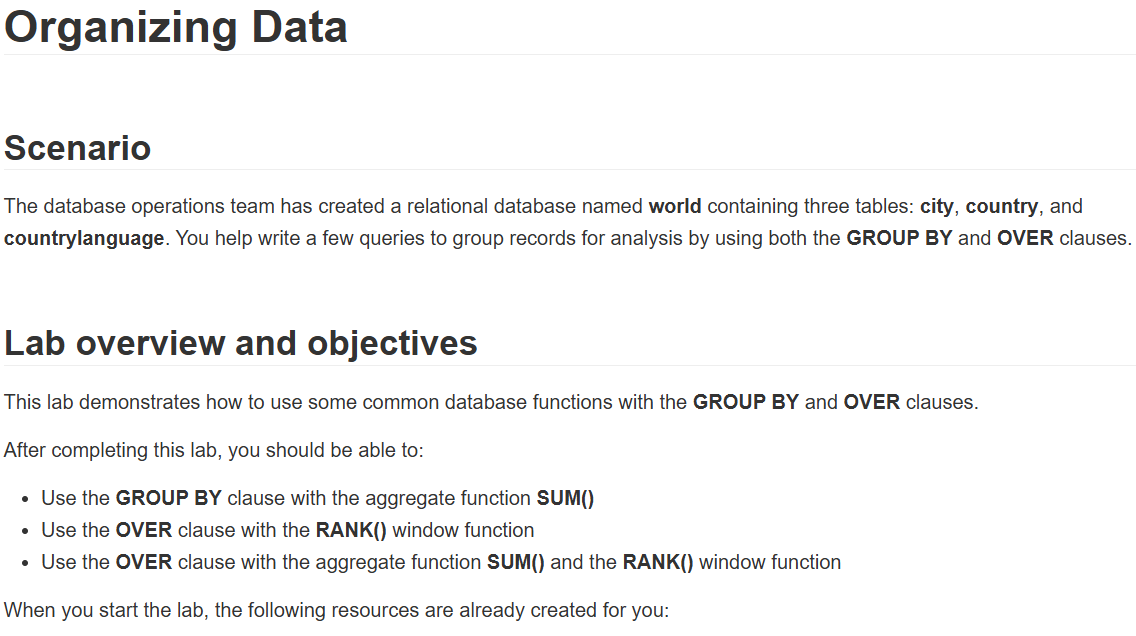 Organizing Data
Scenario
The database operations team has created a relational database named world containing three tables: city, country, and
countrylanguage. You help write a few queries to group records for analysis by using both the GROUP BY and OVER clauses.
Lab overview and objectives
This lab demonstrates how to use some common database functions with the GROUP BY and OVER clauses.
After completing this lab, you should be able to:
• Use the GROUP BY clause with the aggregate function SUM()
• Use the OVER clause with the RANK() window function
• Use the OVER clause with the aggregate function SUM() and the RANK() window function
When you start the lab, the following resources are already created for you: